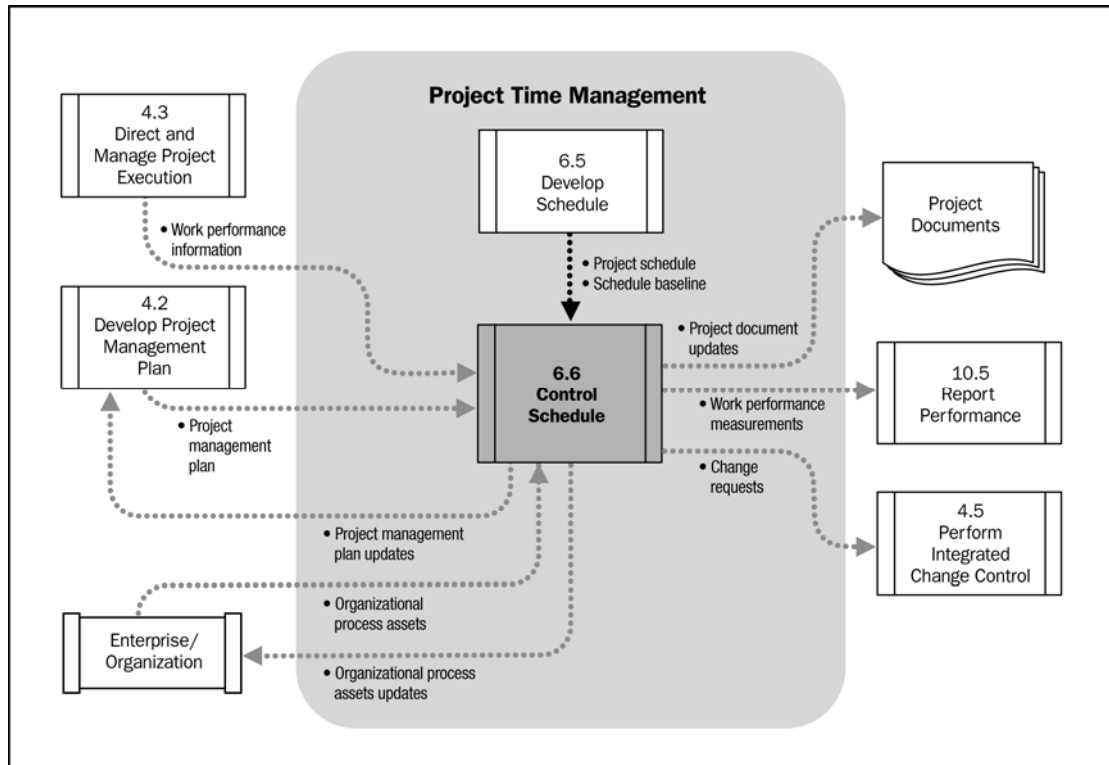 Project Time Management
4.3
Direct and
Manage Project
Execution
• Work performance
information
4.2
Develop Project
Management
Plan
• Project
management
plan
6.5
Develop
Schedule
• Project schedule
• Schedule baseline
6.6
Control
Schedule
• Project document
updates
• Work performance
measurements
• Change
requests
Project
Documents
10.5
Report
Performance
4.5
Perform
Integrated
Change Control
• Project management
plan updates
• Organizational
process assets
• Organizational process
assets updates
Enterprise/
Organization